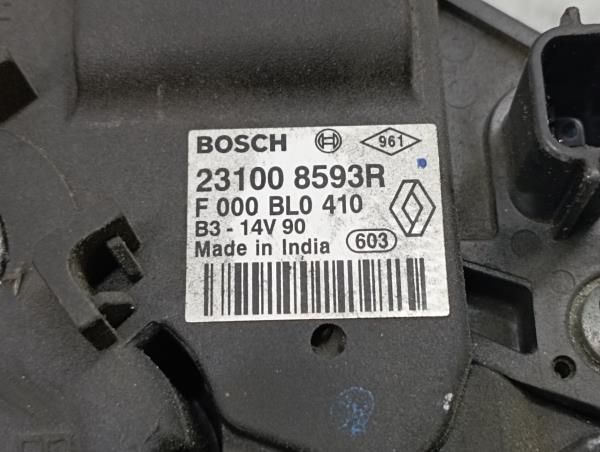 BOSCH 961
23100 8593R
F 000 BL0 410
B3 - 14V 90
Made in India 603